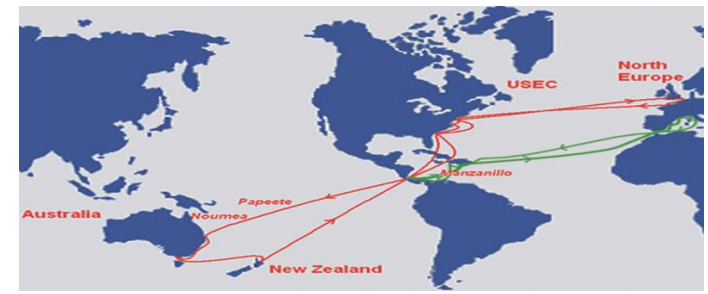 North
Europe
USEC
Manzanillo
Papeete
Noumea
Australia
New Zealand